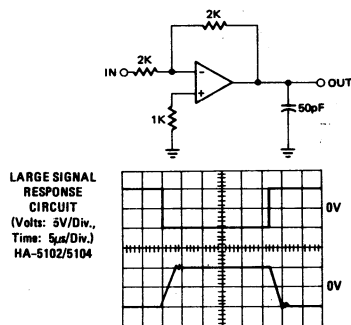 2K
IN
2K
-
+
OUT
50pF
1K
LARGE SIGNAL
RESPONSE
CIRCUIT
(Volts: 5V/Div.,
Time: 5µs/Div.)
HA-5102/5104
0V
0V